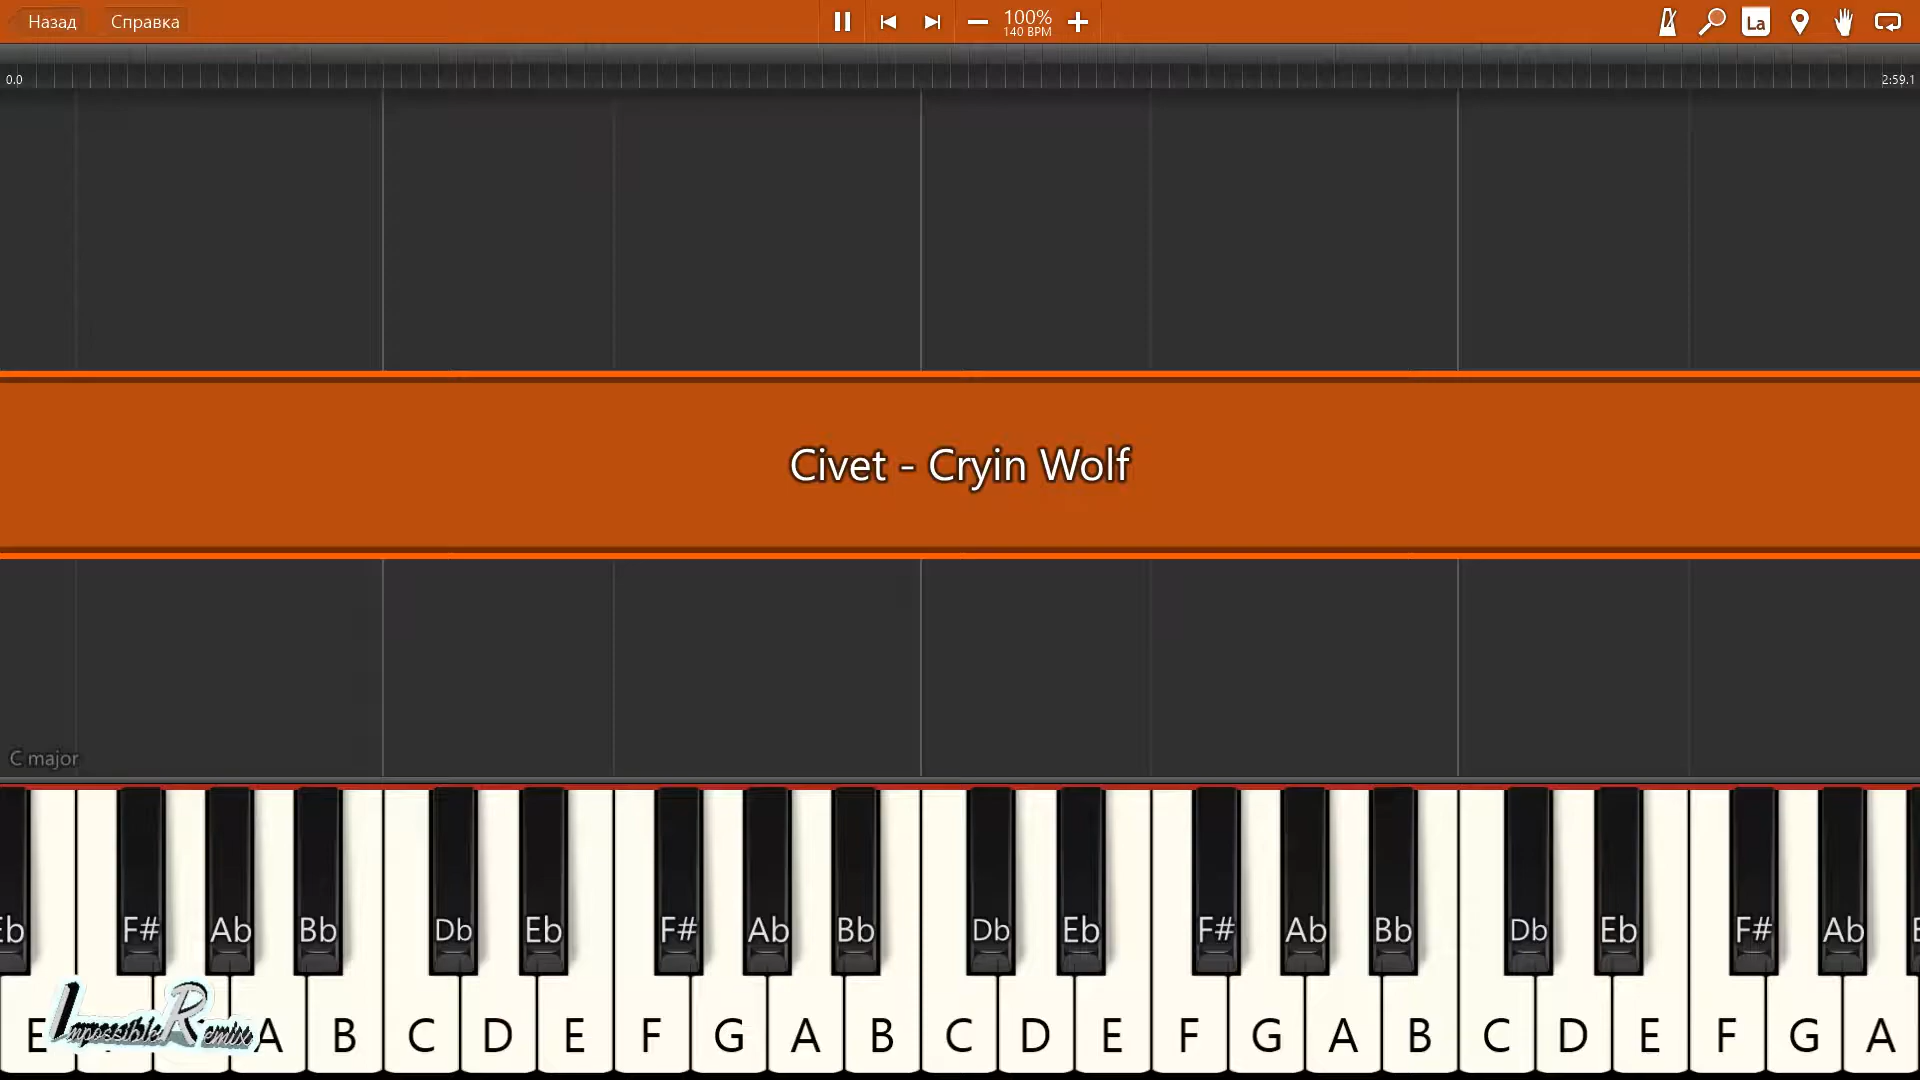 Назад Справка 100% La
140 BPM
0.0 2:59.1
Civet - Cryin Wolf
C major
Eb F# Ab Bb Db Eb F# Ab Bb Db Eb F# Ab Bb Db Eb F# Ab
E A B C D E F G A B C D E F G A B C D E F G A
Impossible Remix